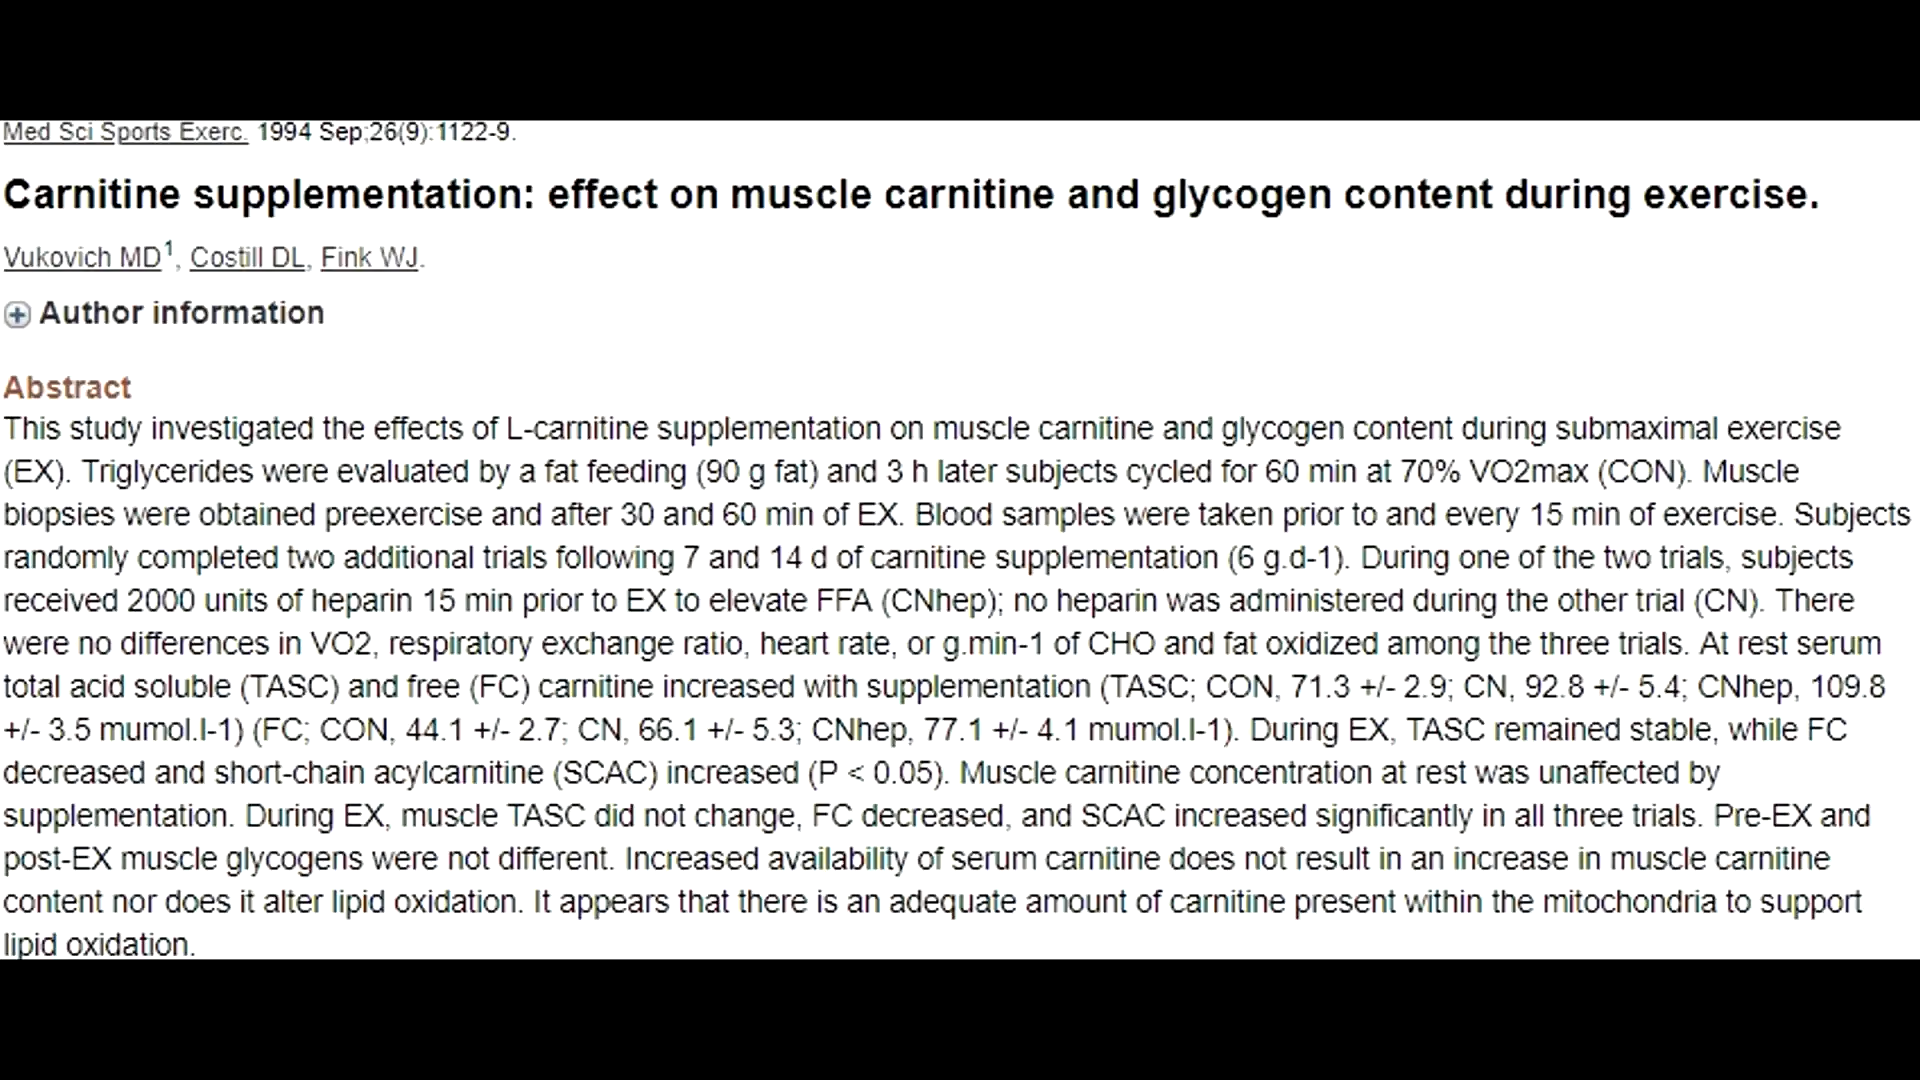 Med Sci Sports Exerc. 1994 Sep;26(9):1122-9.
Carnitine supplementation: effect on muscle carnitine and glycogen content during exercise.
Vukovich MD1, Costill DL, Fink WJ.
Author information
Abstract
This study investigated the effects of L-carnitine supplementation on muscle carnitine and glycogen content during submaximal exercise
(EX). Triglycerides were evaluated by a fat feeding (90 g fat) and 3 h later subjects cycled for 60 min at 70% VO2max (CON). Muscle
biopsies were obtained preexercise and after 30 and 60 min of EX. Blood samples were taken prior to and every 15 min of exercise. Subjects
randomly completed two additional trials following 7 and 14 d of carnitine supplementation (6 g.d-1). During one of the two trials, subjects
received 2000 units of heparin 15 min prior to EX to elevate FFA (CNhep); no heparin was administered during the other trial (CN). There
were no differences in VO2, respiratory exchange ratio, heart rate, or g.min-1 of CHO and fat oxidized among the three trials. At rest serum
total acid soluble (TASC) and free (FC) carnitine increased with supplementation (TASC; CON, 71.3 +/- 2.9; CN, 92.8 +/- 5.4; CNhep, 109.8
+/- 3.5 mumol.l-1) (FC; CON, 44.1 +/- 2.7; CN, 66.1 +/- 5.3; CNhep, 77.1 +/- 4.1 mumol.l-1). During EX, TASC remained stable, while FC
decreased and short-chain acylcarnitine (SCAC) increased (P < 0.05). Muscle carnitine concentration at rest was unaffected by
supplementation. During EX, muscle TASC did not change, FC decreased, and SCAC increased significantly in all three trials. Pre-EX and
post-EX muscle glycogens were not different. Increased availability of serum carnitine does not result in an increase in muscle carnitine
content nor does it alter lipid oxidation. It appears that there is an adequate amount of carnitine present within the mitochondria to support
lipid oxidation.